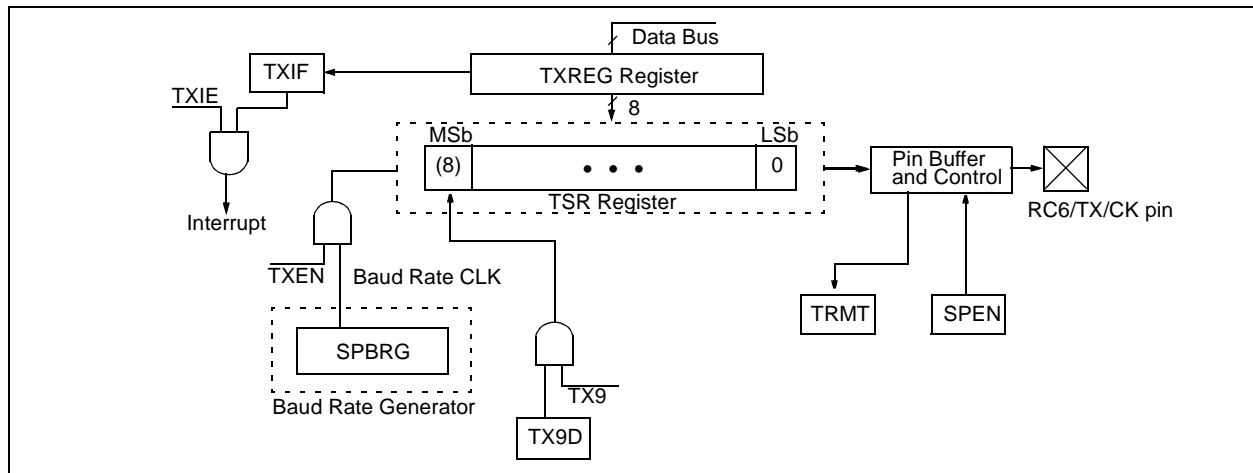 Data Bus
TXIF
TXREG Register
TXIE
8
MSb
LSb
(8)
• • •
0
Pin Buffer
and Control
TSR Register
RC6/TX/CK pin
Interrupt
TXEN
Baud Rate CLK
TRMT
SPEN
SPBRG
TX9
Baud Rate Generator
TX9D